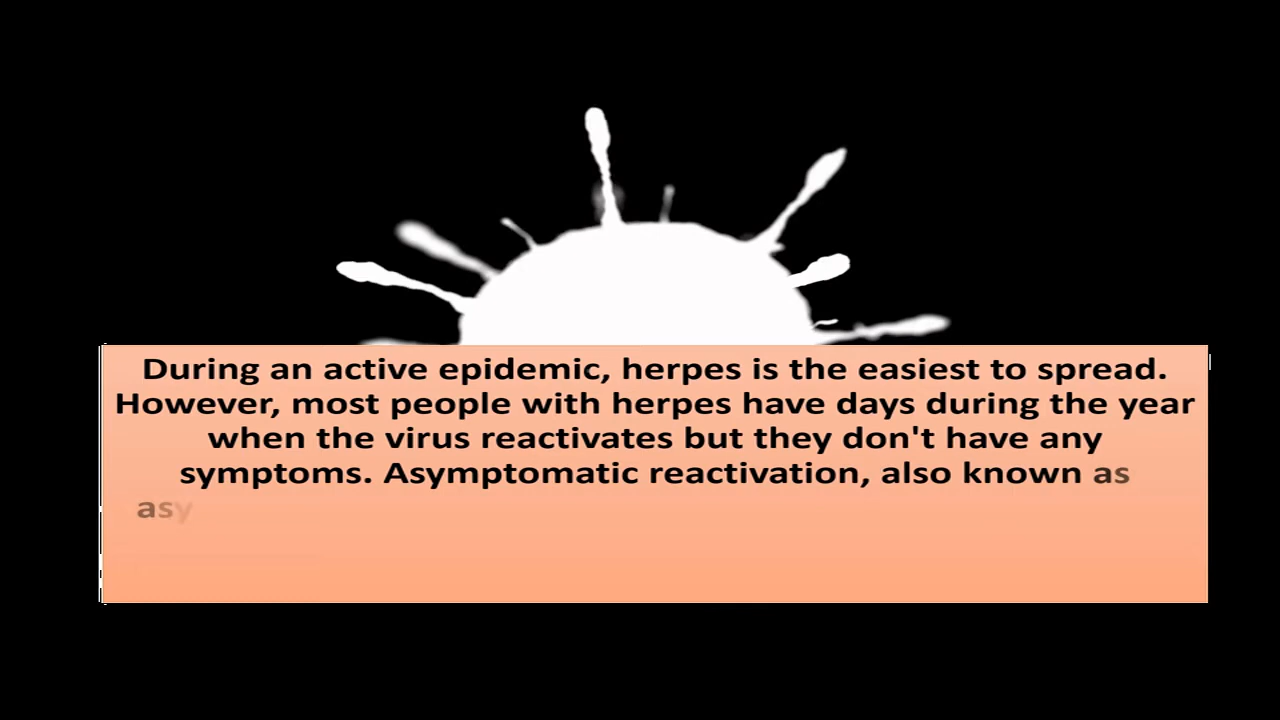 During an active epidemic, herpes is the easiest to spread.
However, most people with herpes have days during the year
when the virus reactivates but they don't have any
symptoms. Asymptomatic reactivation, also known as
asy